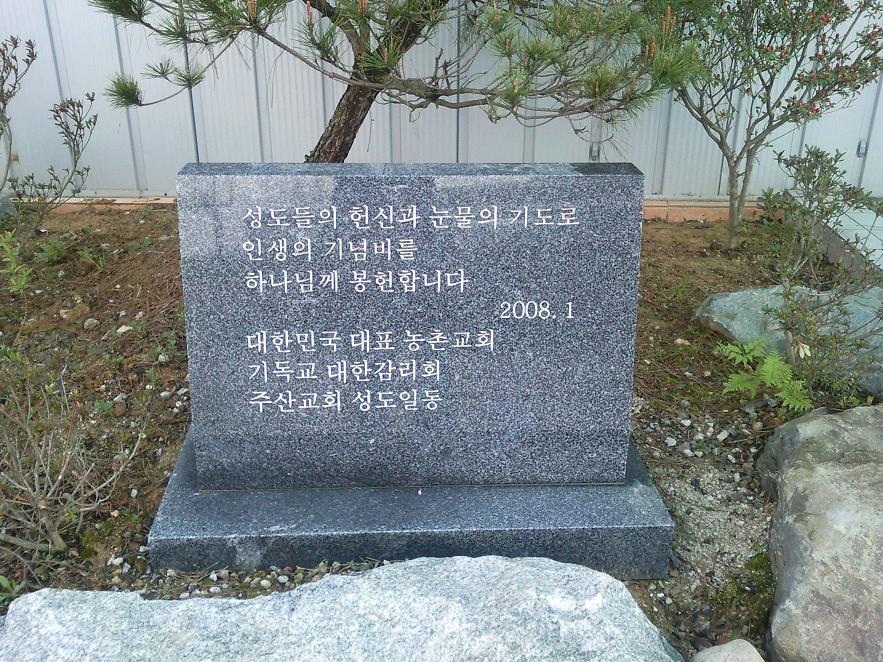 성도들의 헌신과 눈물의 기도로
인생의 기념비를
하나님께 봉헌합니다
2008. 1
대한민국 대표 농촌교회
기독교 대한감리회
주산교회 성도일동